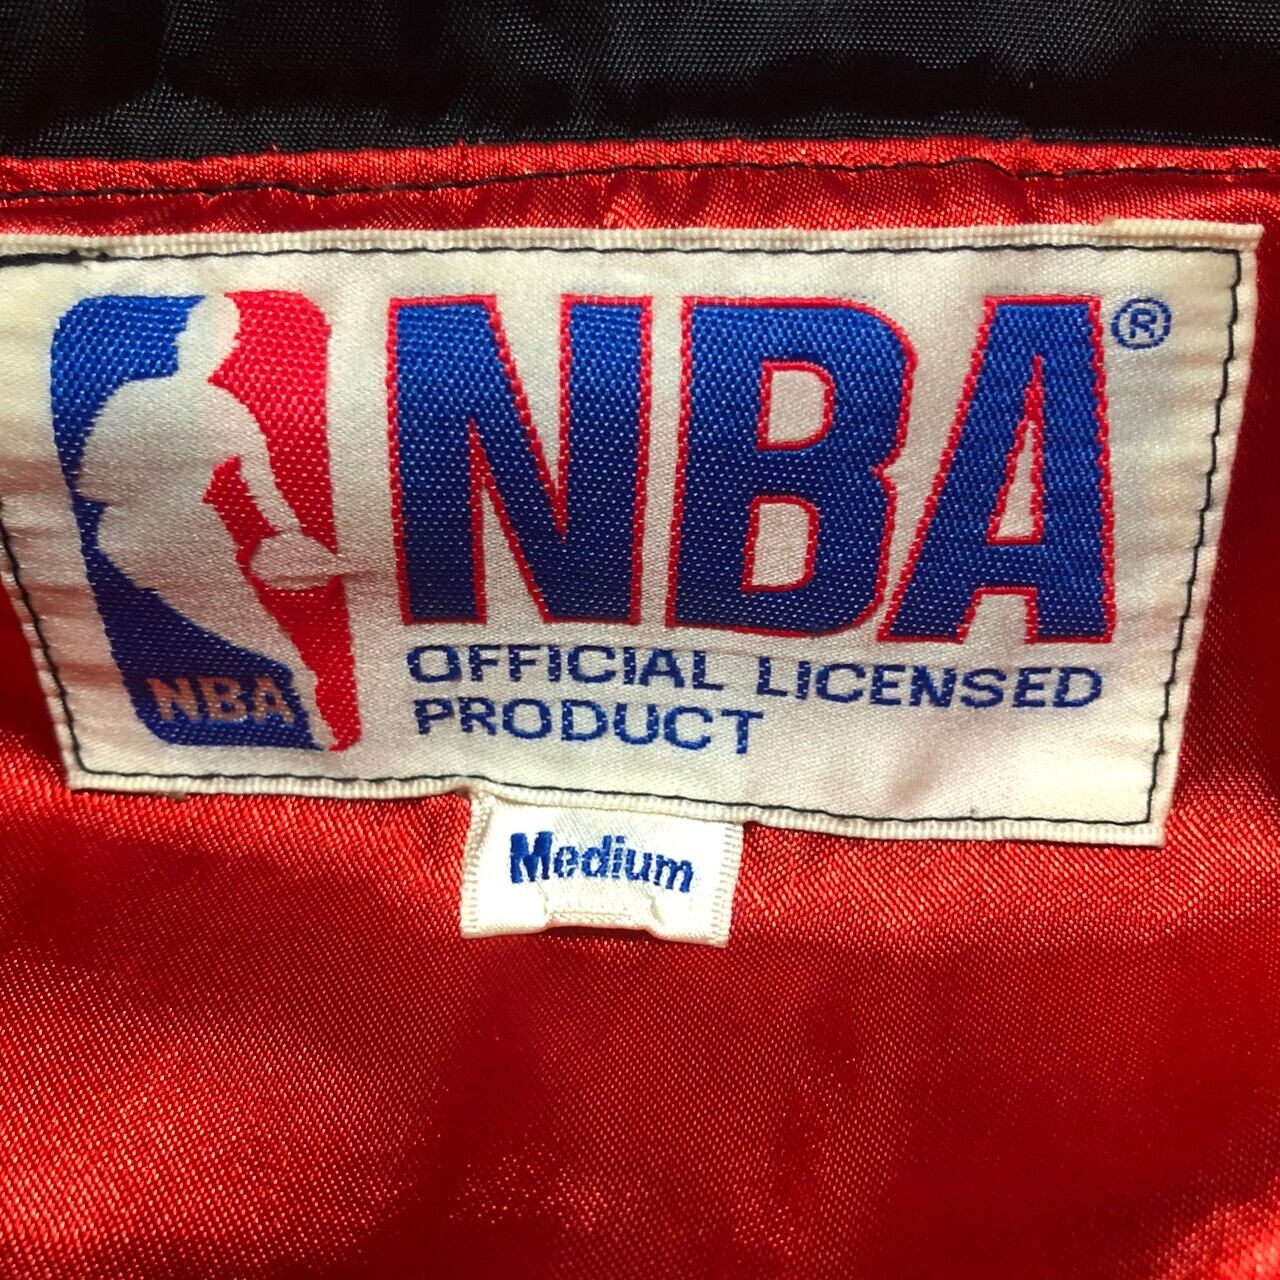 NBA®
NBA
OFFICIAL LICENSED
PRODUCT
Medium